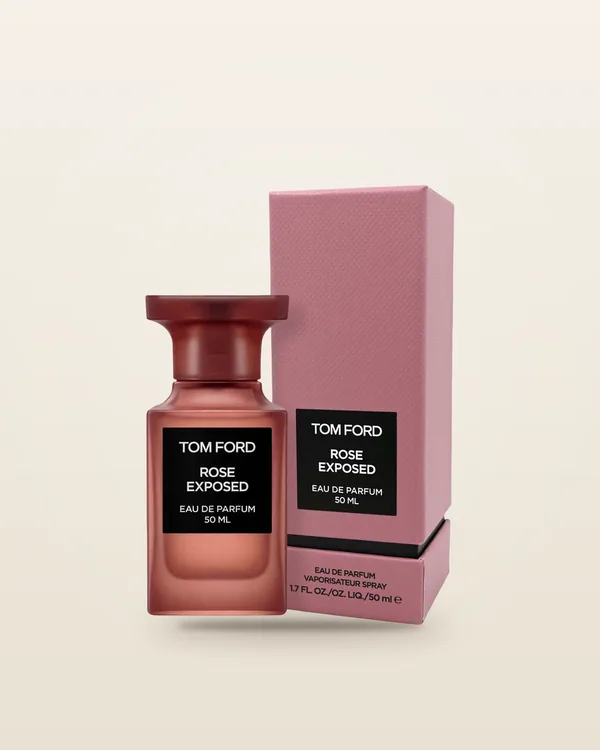 TOM FORD
ROSE
EXPOSED
EAU DE PARFUM
50 ML
TOM FORD
ROSE
EXPOSED
EAU DE PARFUM
50 ML
EAU DE PARFUM
VAPORISATEUR SPRAY
1.7 FL. OZ./OZ. LIQ./50 ml ℮